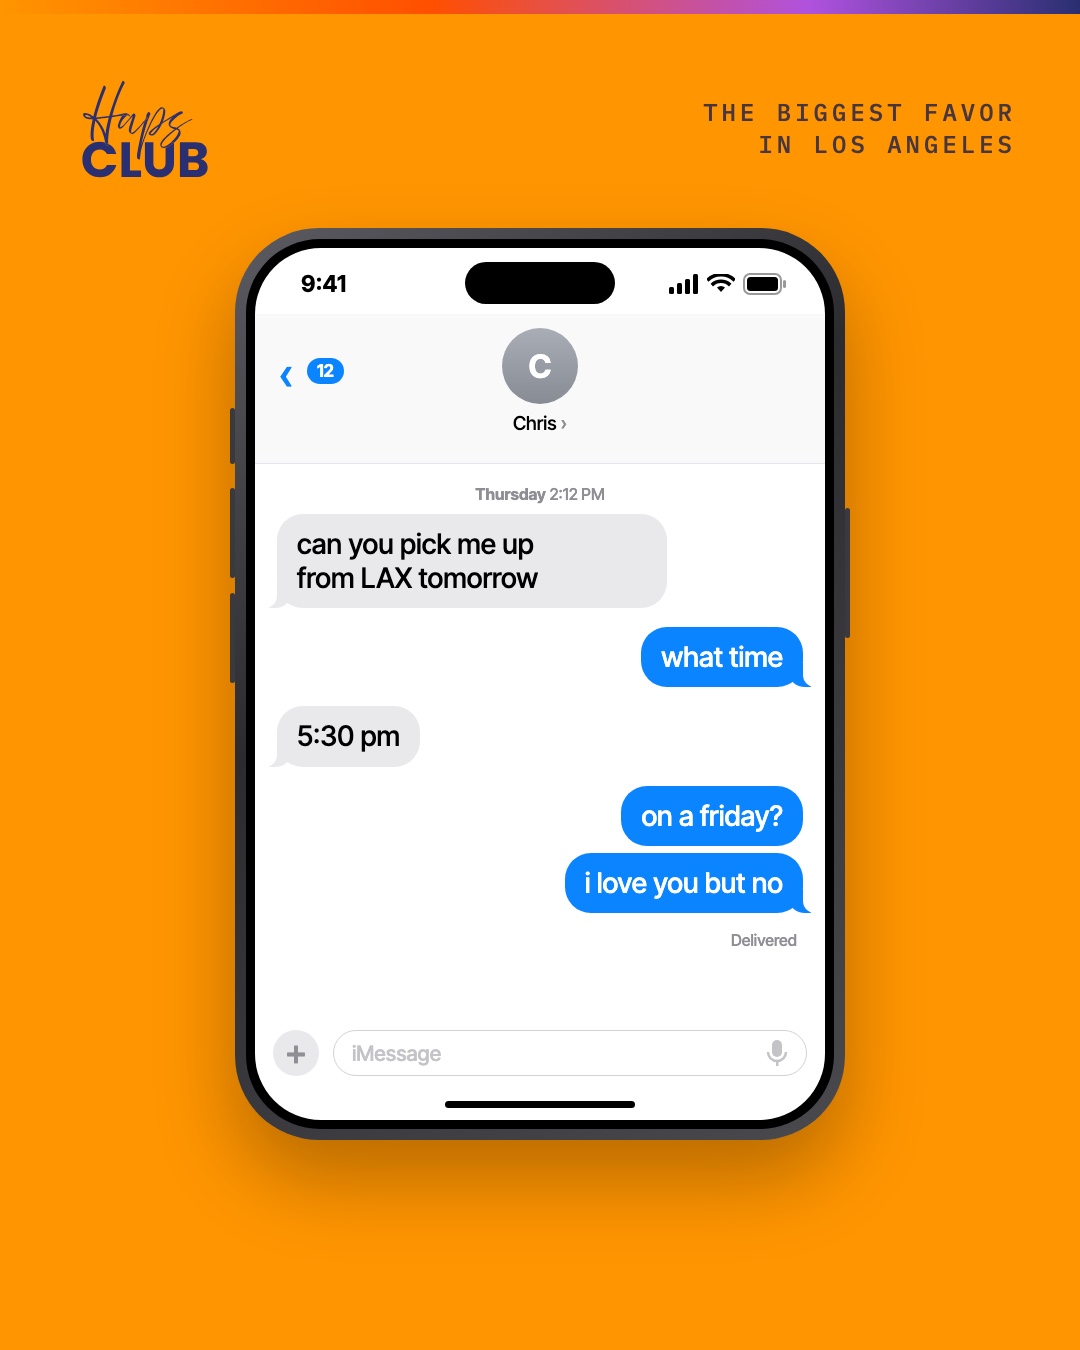 Haps
CLUB
THE BIGGEST FAVOR
IN LOS ANGELES
9:41
12
C
Chris ›
Thursday 2:12 PM
can you pick me up
from LAX tomorrow
what time
5:30 pm
on a friday?
i love you but no
Delivered
iMessage